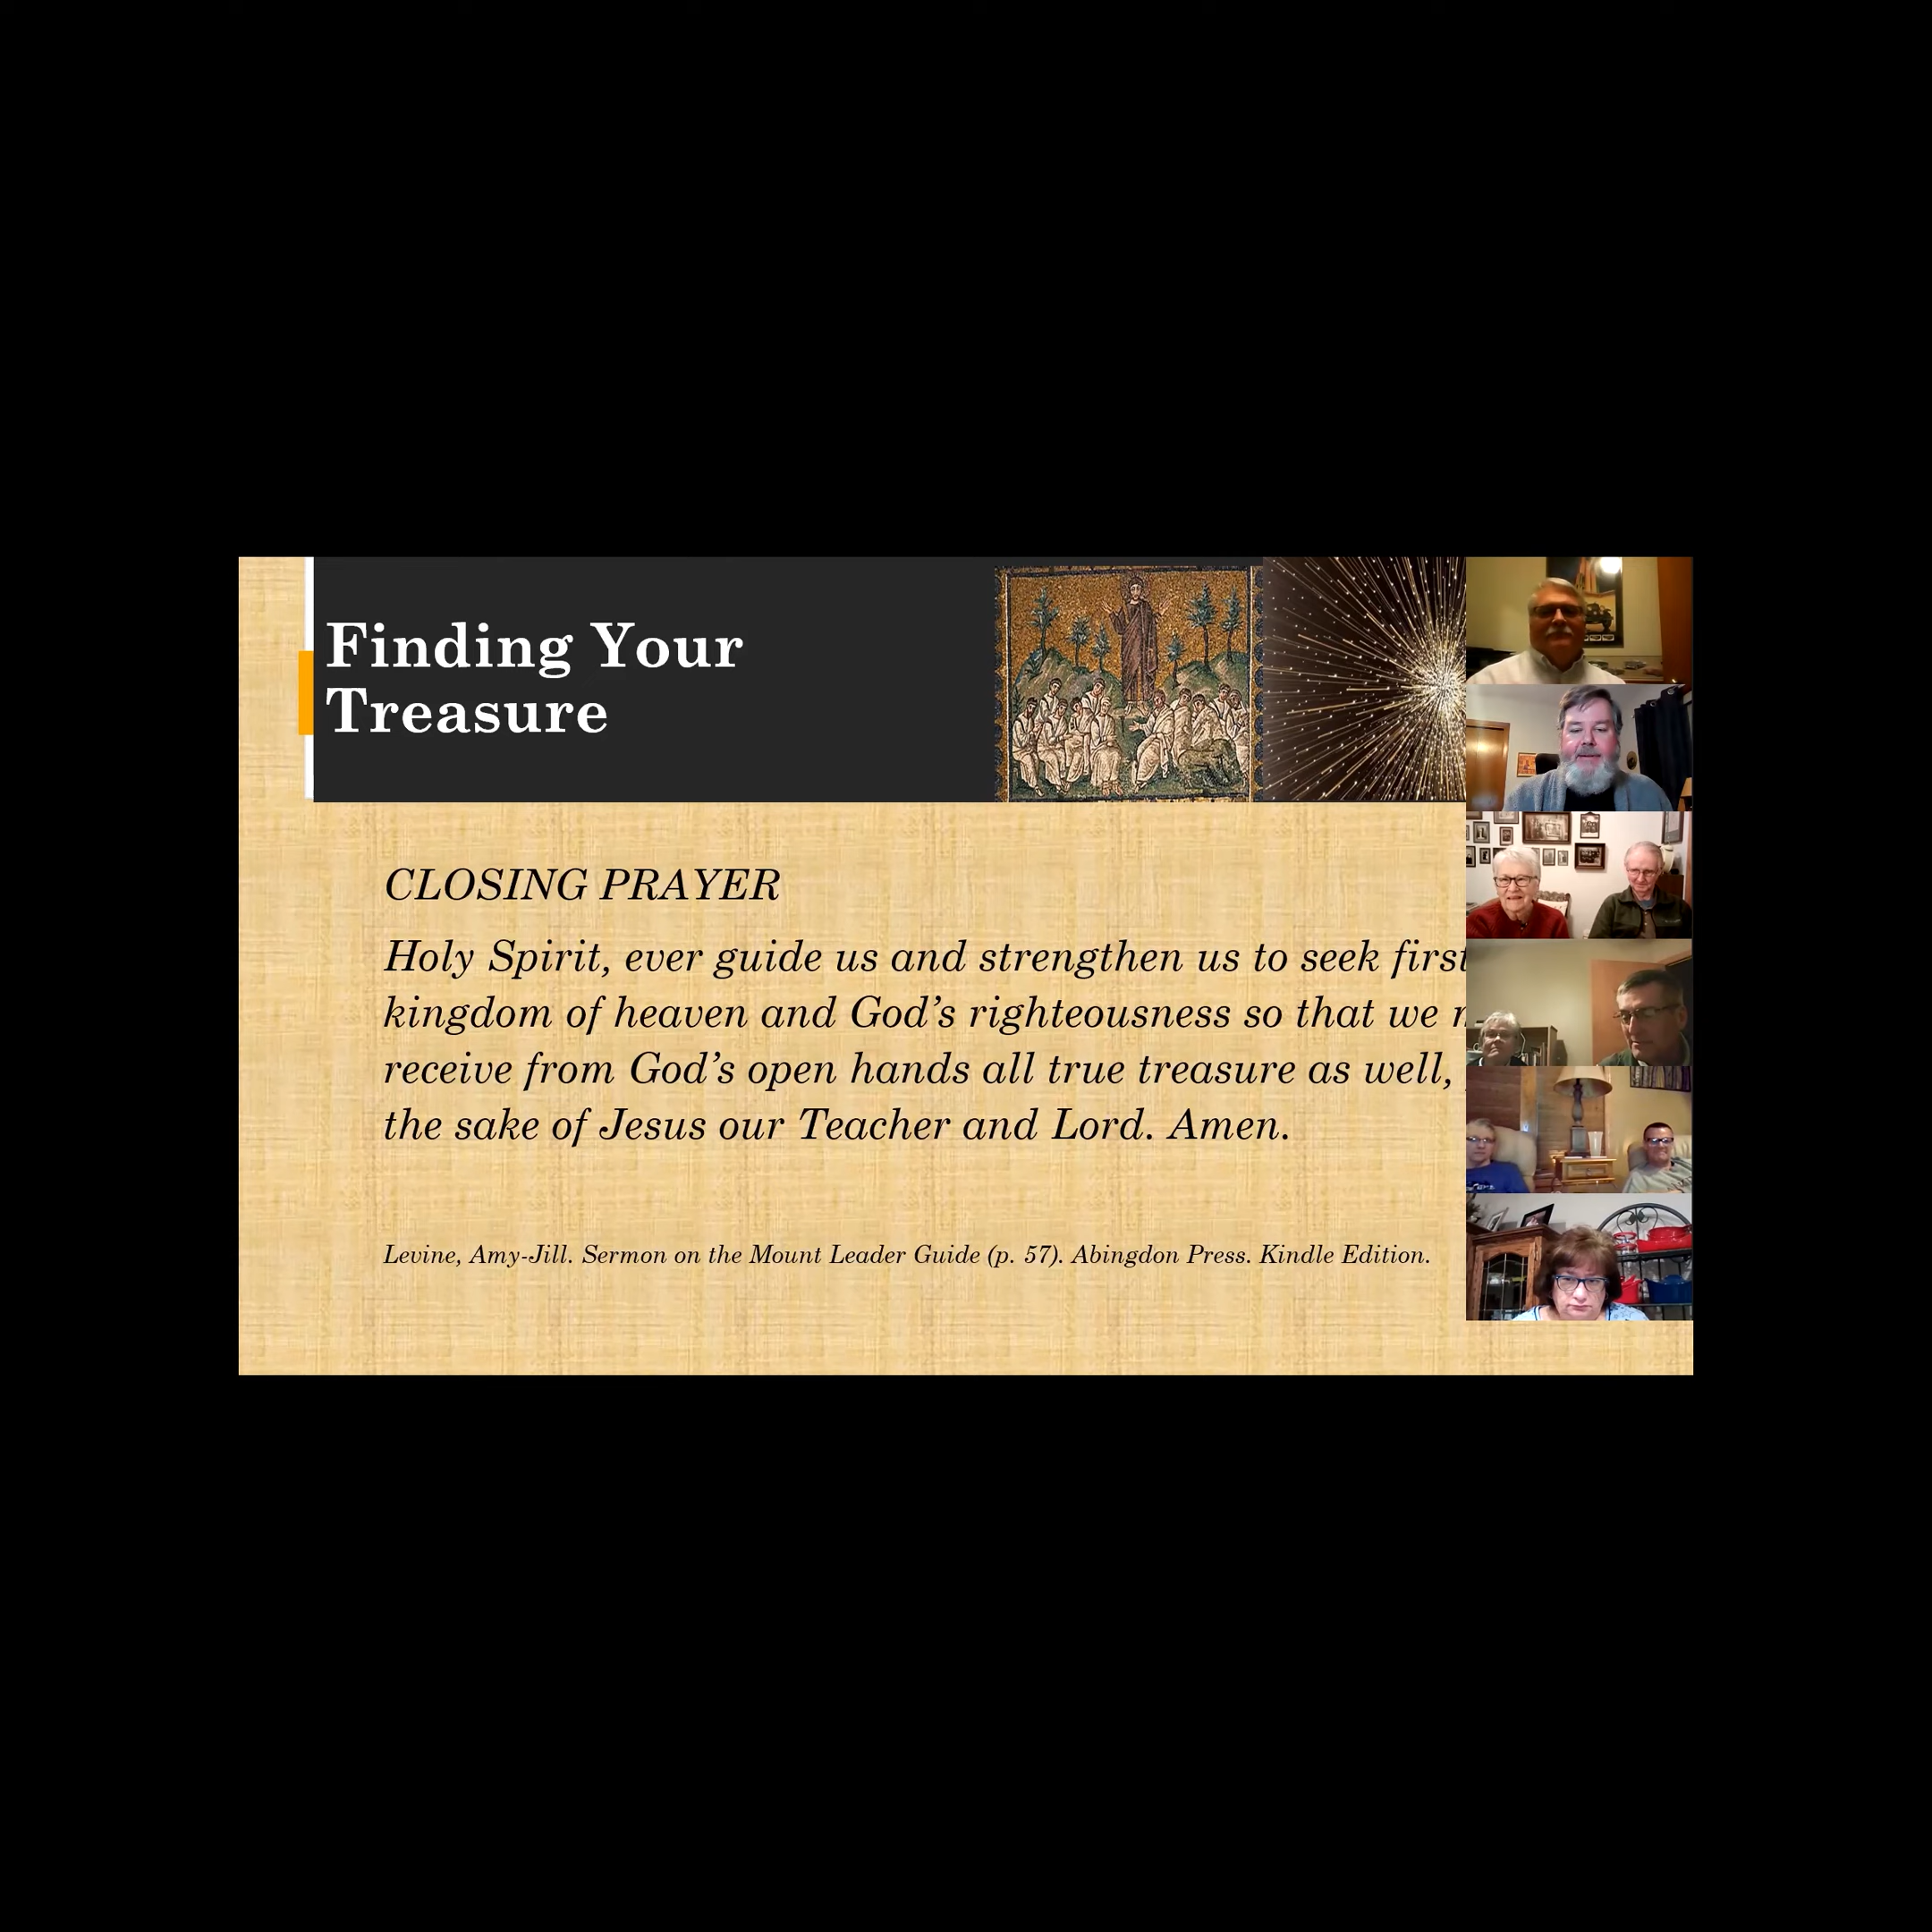 Finding Your
Treasure
CLOSING PRAYER
Holy Spirit, ever guide us and strengthen us to seek first
kingdom of heaven and God’s righteousness so that we
receive from God’s open hands all true treasure as well,
the sake of Jesus our Teacher and Lord. Amen.
Levine, Amy-Jill. Sermon on the Mount Leader Guide (p. 57). Abingdon Press. Kindle Edition.